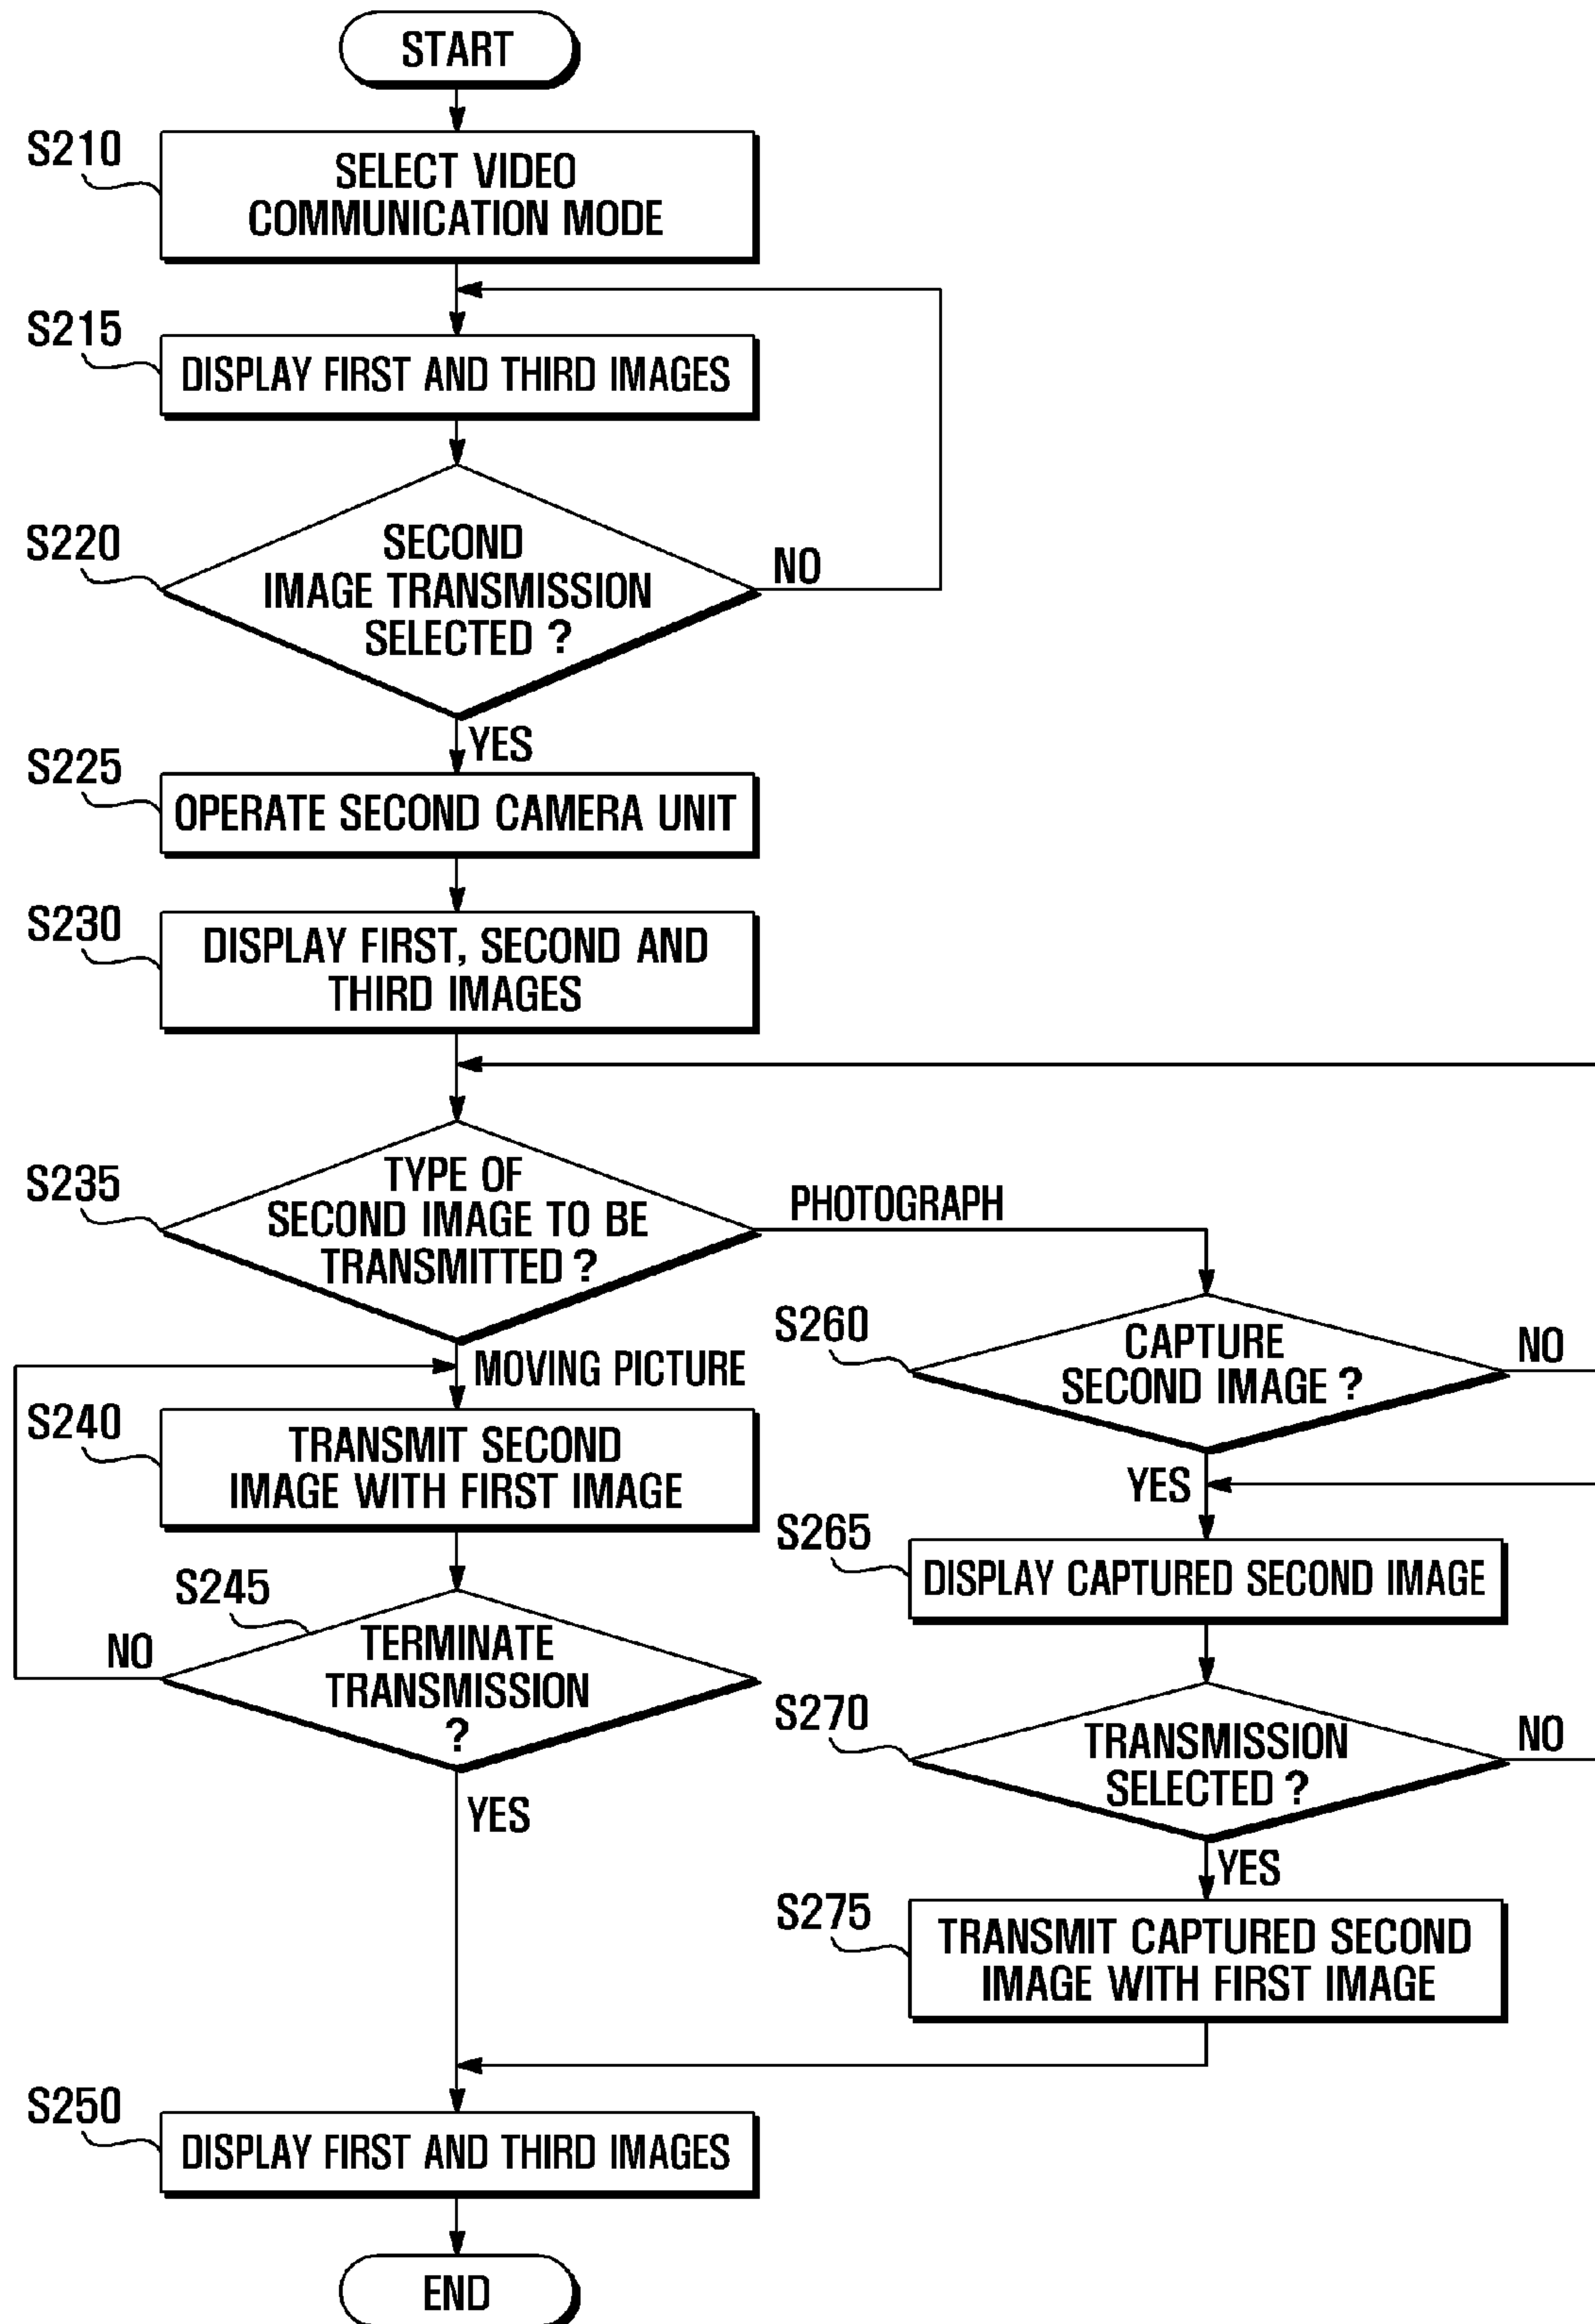 START
S210
SELECT VIDEO
COMMUNICATION MODE
S215
DISPLAY FIRST AND THIRD IMAGES
S220
SECOND
IMAGE TRANSMISSION
SELECTED ?
NO
YES
S225
OPERATE SECOND CAMERA UNIT
S230
DISPLAY FIRST, SECOND AND
THIRD IMAGES
S235
TYPE OF
SECOND IMAGE TO BE
TRANSMITTED ?
PHOTOGRAPH
MOVING PICTURE
S240
TRANSMIT SECOND
IMAGE WITH FIRST IMAGE
S245
TERMINATE
TRANSMISSION
?
NO
YES
S260
CAPTURE
SECOND IMAGE ?
NO
YES
S265
DISPLAY CAPTURED SECOND IMAGE
S270
TRANSMISSION
SELECTED ?
NO
YES
S275
TRANSMIT CAPTURED SECOND
IMAGE WITH FIRST IMAGE
S250
DISPLAY FIRST AND THIRD IMAGES
END